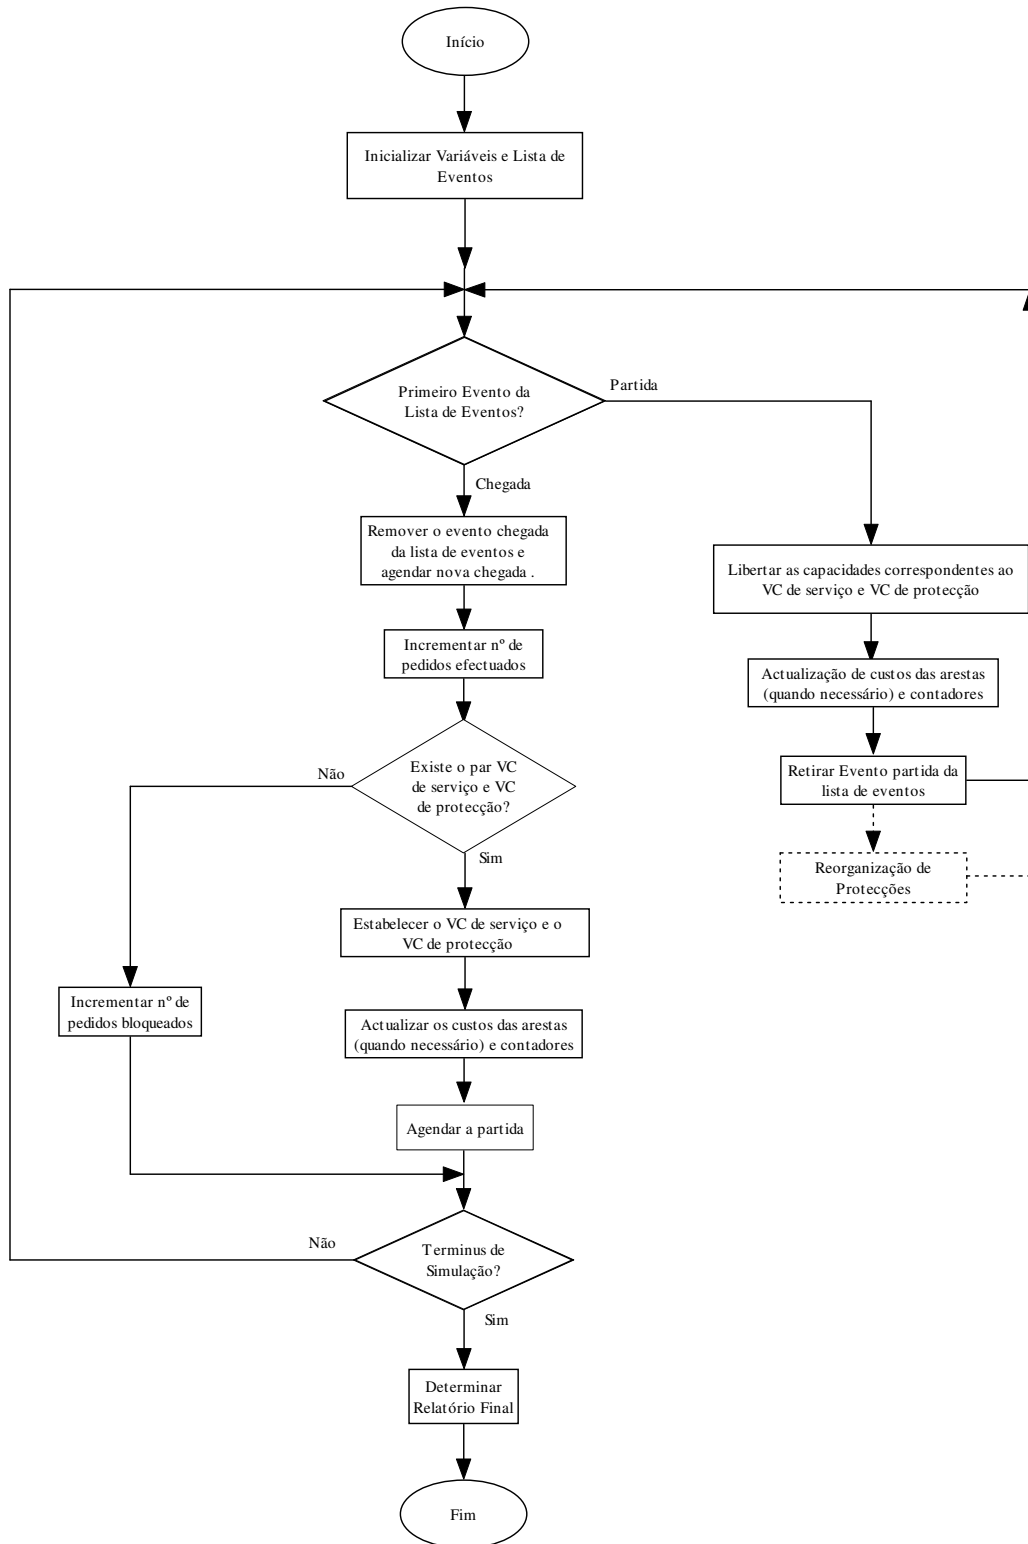 Início
Inicializar Variáveis e Lista de
Eventos
Primeiro Evento da
Lista de Eventos?
Partida
Chegada
Remover o evento chegada
da lista de eventos e
agendar nova chegada .
Incrementar nº de
pedidos efectuados
Existe o par VC
de serviço e VC
de protecção?
Não
Sim
Estabelecer o VC de serviço e o
VC de protecção
Incrementar nº de
pedidos bloqueados
Actualizar os custos das arestas
(quando necessário) e contadores
Agendar a partida
Terminus de
Simulação?
Não
Sim
Determinar
Relatório Final
Fim
Libertar as capacidades correspondentes ao
VC de serviço e VC de protecção
Actualização de custos das arestas
(quando necessário) e contadores
Retirar Evento partida da
lista de eventos
Reorganização de
Protecções